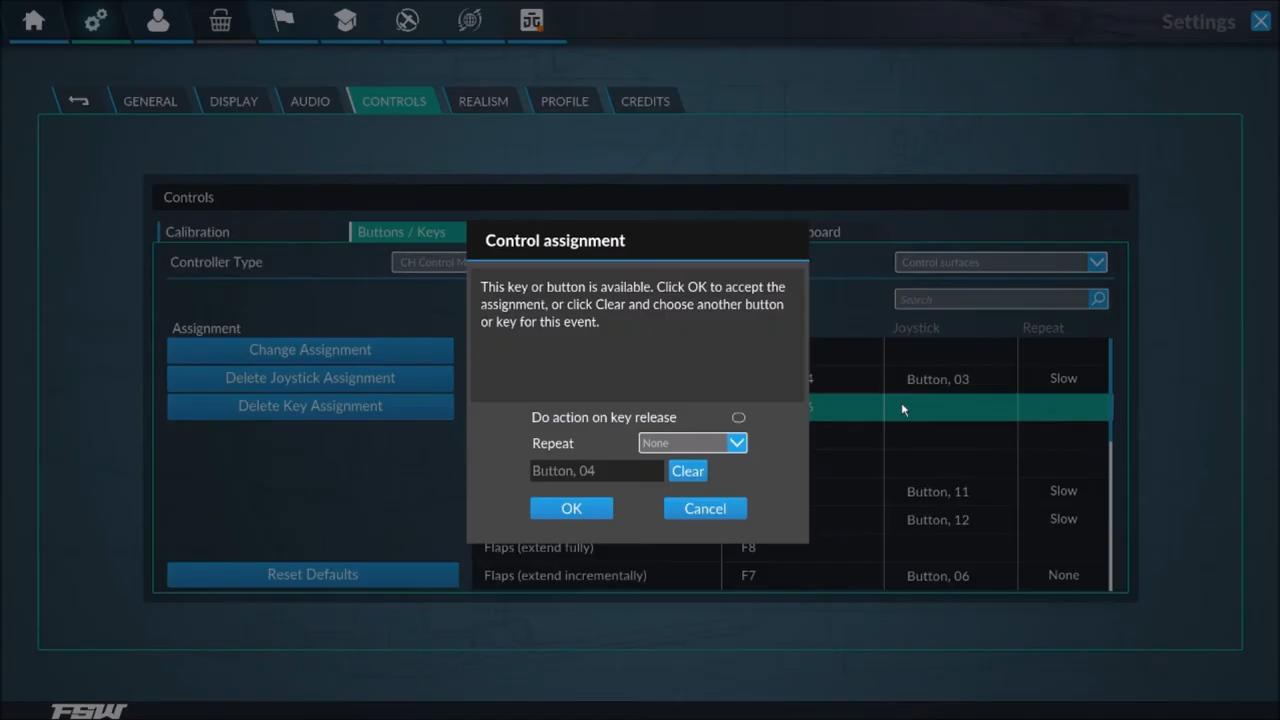 Settings
GENERAL
DISPLAY
AUDIO
CONTROLS
REALISM
PROFILE
CREDITS
Controls
Calibration
Buttons / Keys
board
Controller Type
CH Control M
Control surfaces
Search
Assignment
Joystick
Repeat
Change Assignment
Delete Joystick Assignment
Delete Key Assignment
Reset Defaults
Button, 03 Slow
Button, 11 Slow
Button, 12 Slow
Flaps (extend fully) F8
Flaps (extend incrementally) F7 Button, 06 None
Control assignment
This key or button is available. Click OK to accept the
assignment, or click Clear and choose another button
or key for this event.
Do action on key release
Repeat None
Button, 04 Clear
OK Cancel
FSW